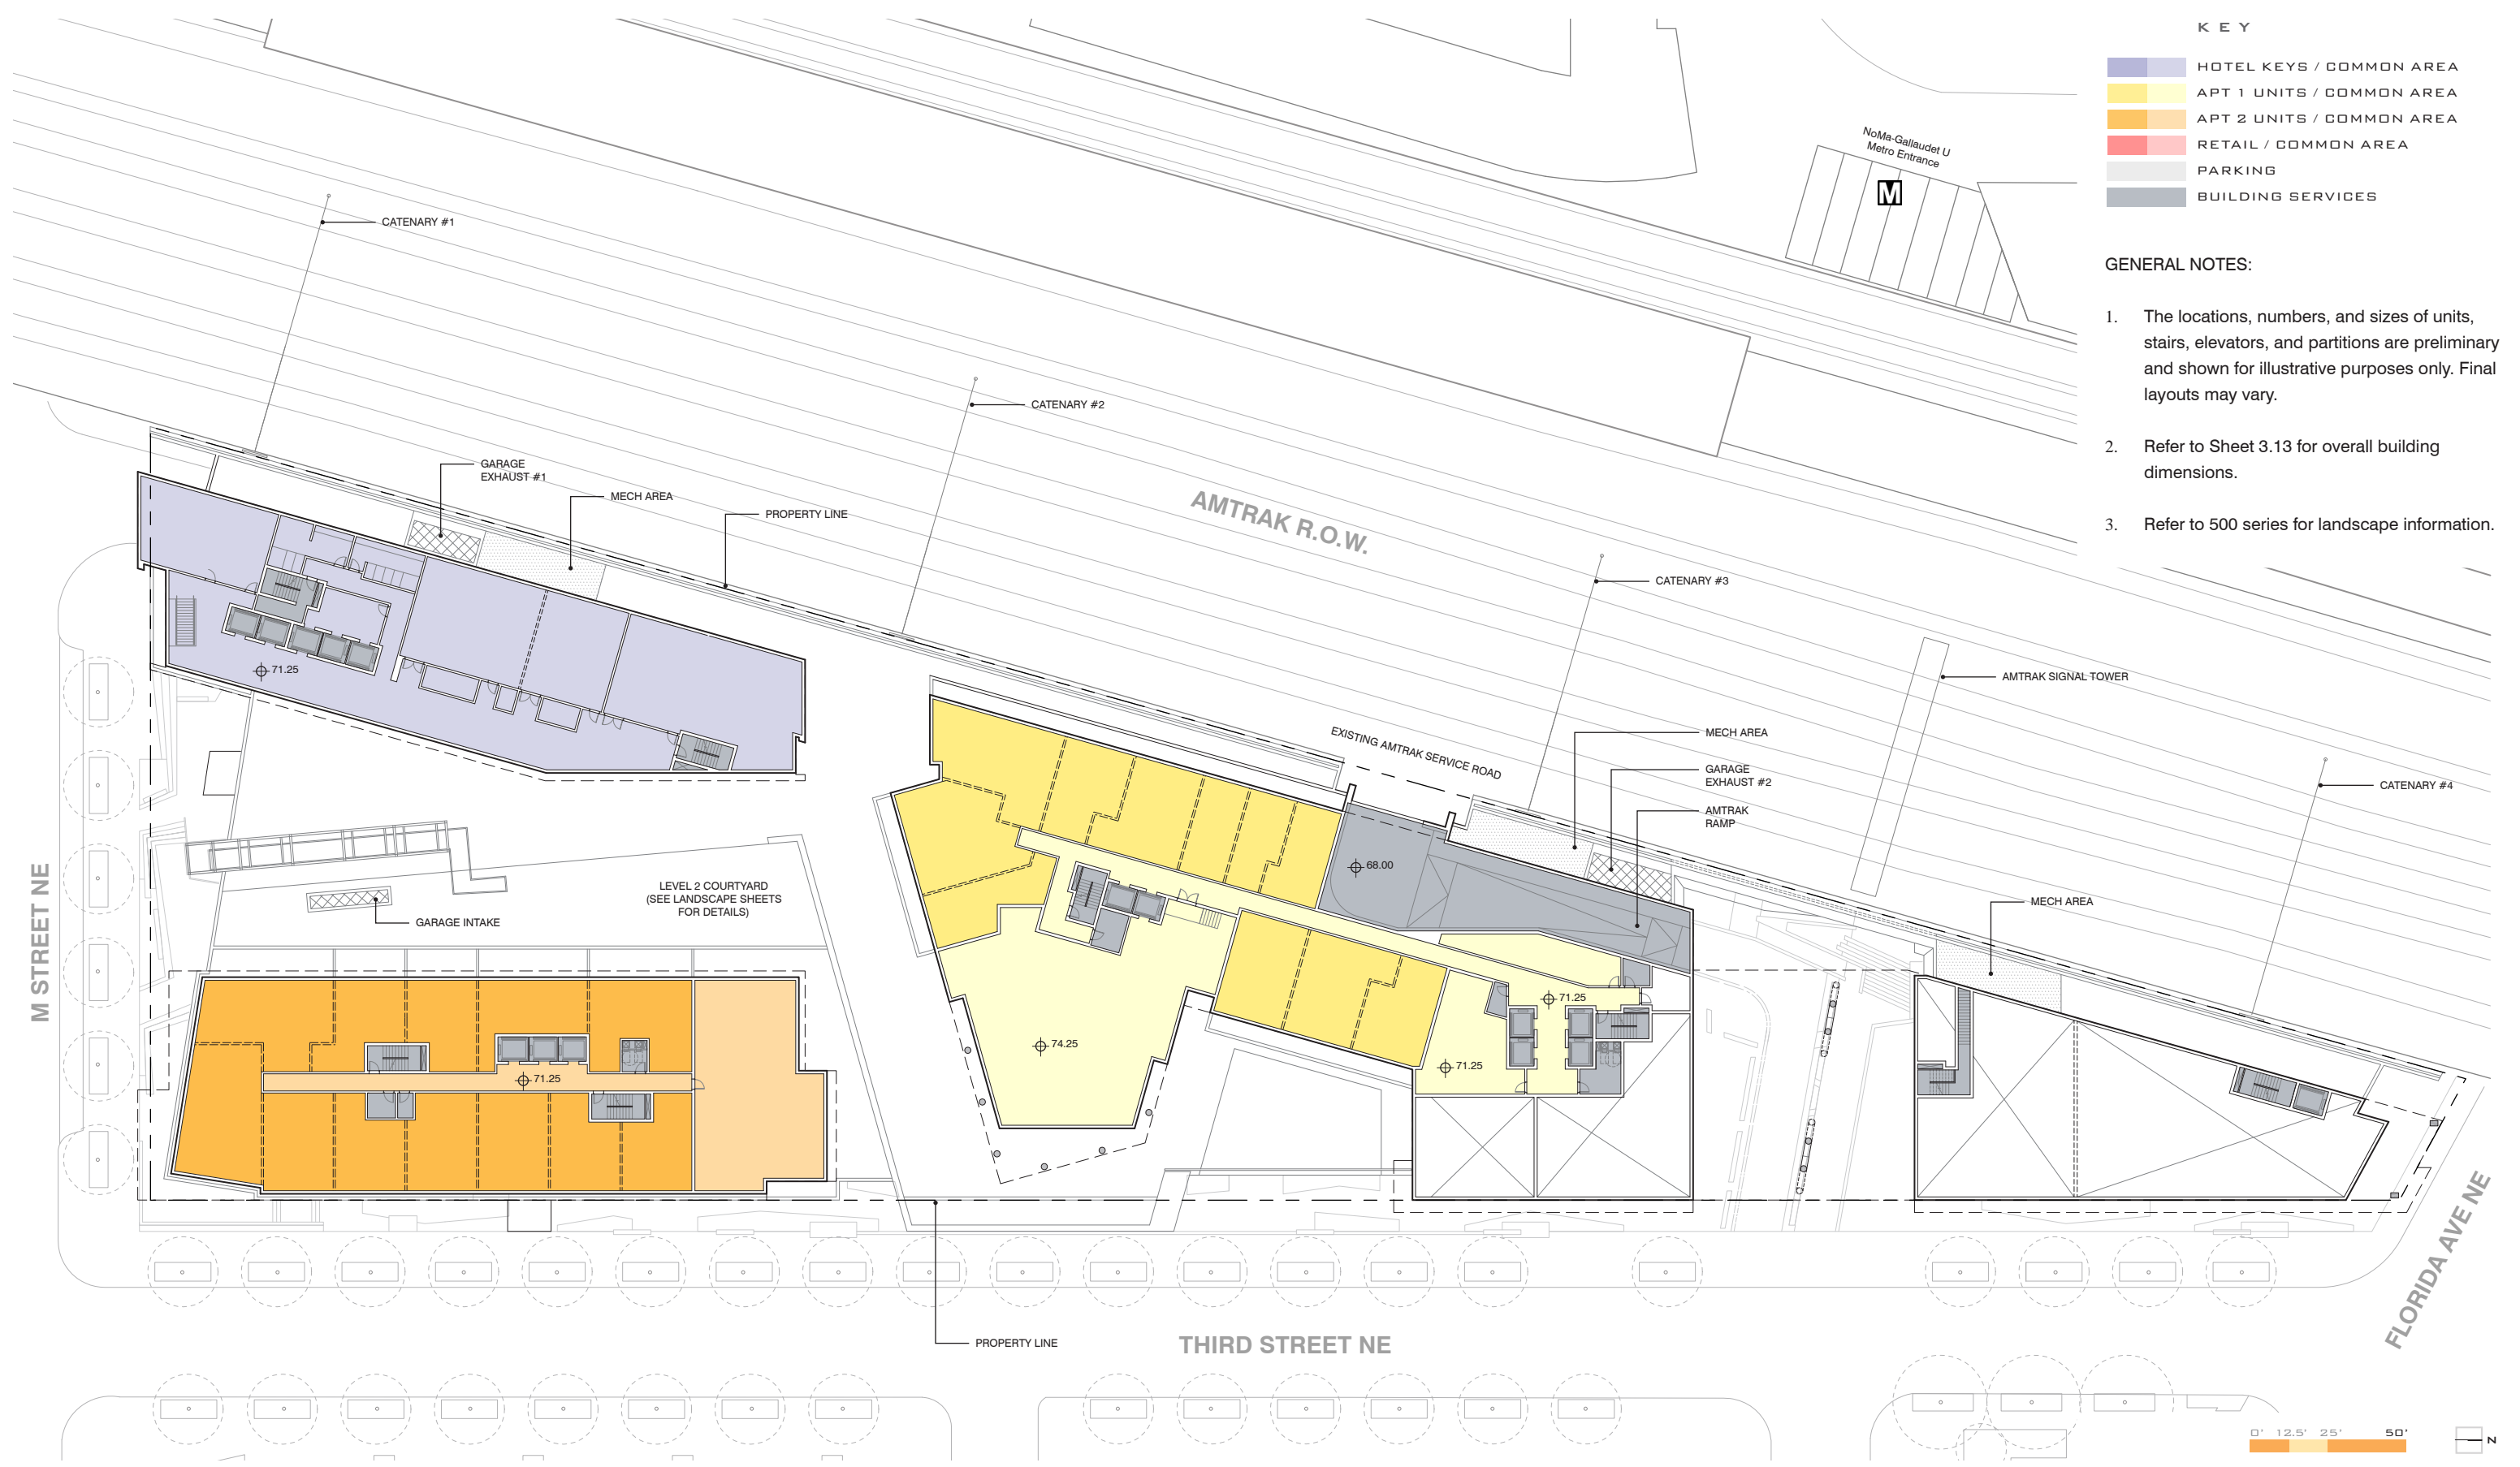 KEY
HOTEL KEYS / COMMON AREA
APT 1 UNITS / COMMON AREA
APT 2 UNITS / COMMON AREA
RETAIL / COMMON AREA
PARKING
BUILDING SERVICES
GENERAL NOTES:
1. The locations, numbers, and sizes of units,
stairs, elevators, and partitions are preliminary
and shown for illustrative purposes only. Final
layouts may vary.
2. Refer to Sheet 3.13 for overall building
dimensions.
3. Refer to 500 series for landscape information.
NoMa-Gallaudet U
Metro Entrance
M
CATENARY #1
CATENARY #2
GARAGE
EXHAUST #1
MECH AREA
PROPERTY LINE
AMTRAK R.O.W.
CATENARY #3
AMTRAK SIGNAL TOWER
71.25
EXISTING AMTRAK SERVICE ROAD
MECH AREA
GARAGE
EXHAUST #2
AMTRAK
RAMP
CATENARY #4
68.00
LEVEL 2 COURTYARD
(SEE LANDSCAPE SHEETS
FOR DETAILS)
GARAGE INTAKE
MECH AREA
M STREET NE
71.25
74.25
71.25
71.25
FLORIDA AVE NE
PROPERTY LINE
THIRD STREET NE
0' 12.5' 25' 50'
N